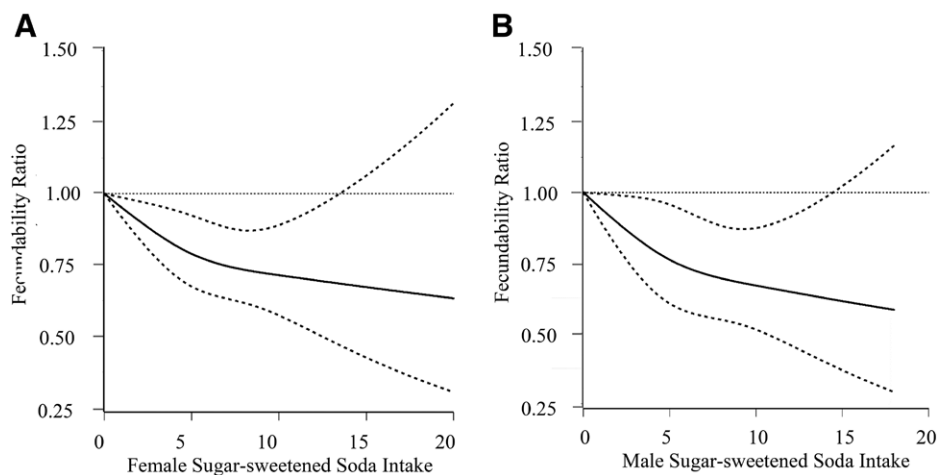 A
1.50
1.25
1.00
0.75
0.50
0.25
Fecundability Ratio
0 5 10 15 20
Female Sugar-sweetened Soda Intake
B
1.50
1.25
1.00
0.75
0.50
0.25
Fecundability Ratio
0 5 10 15 20
Male Sugar-sweetened Soda Intake